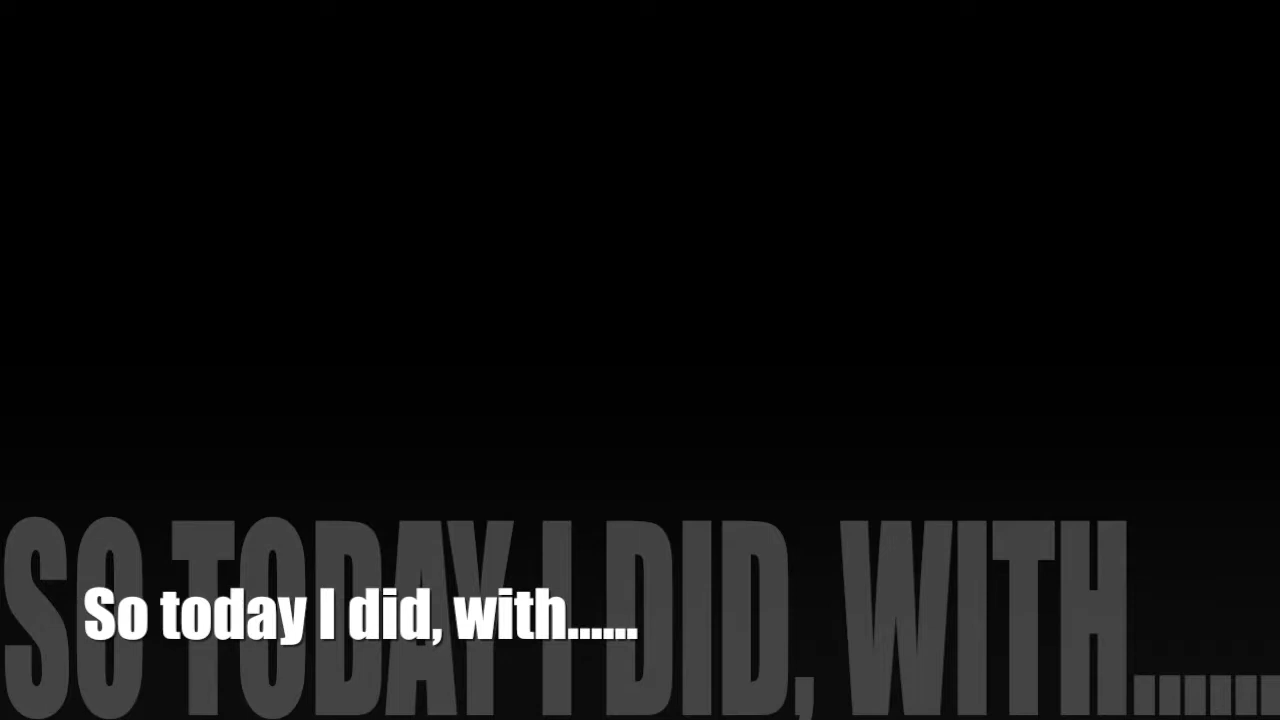 SO TODAY I DID, WITH......
So today I did, with......